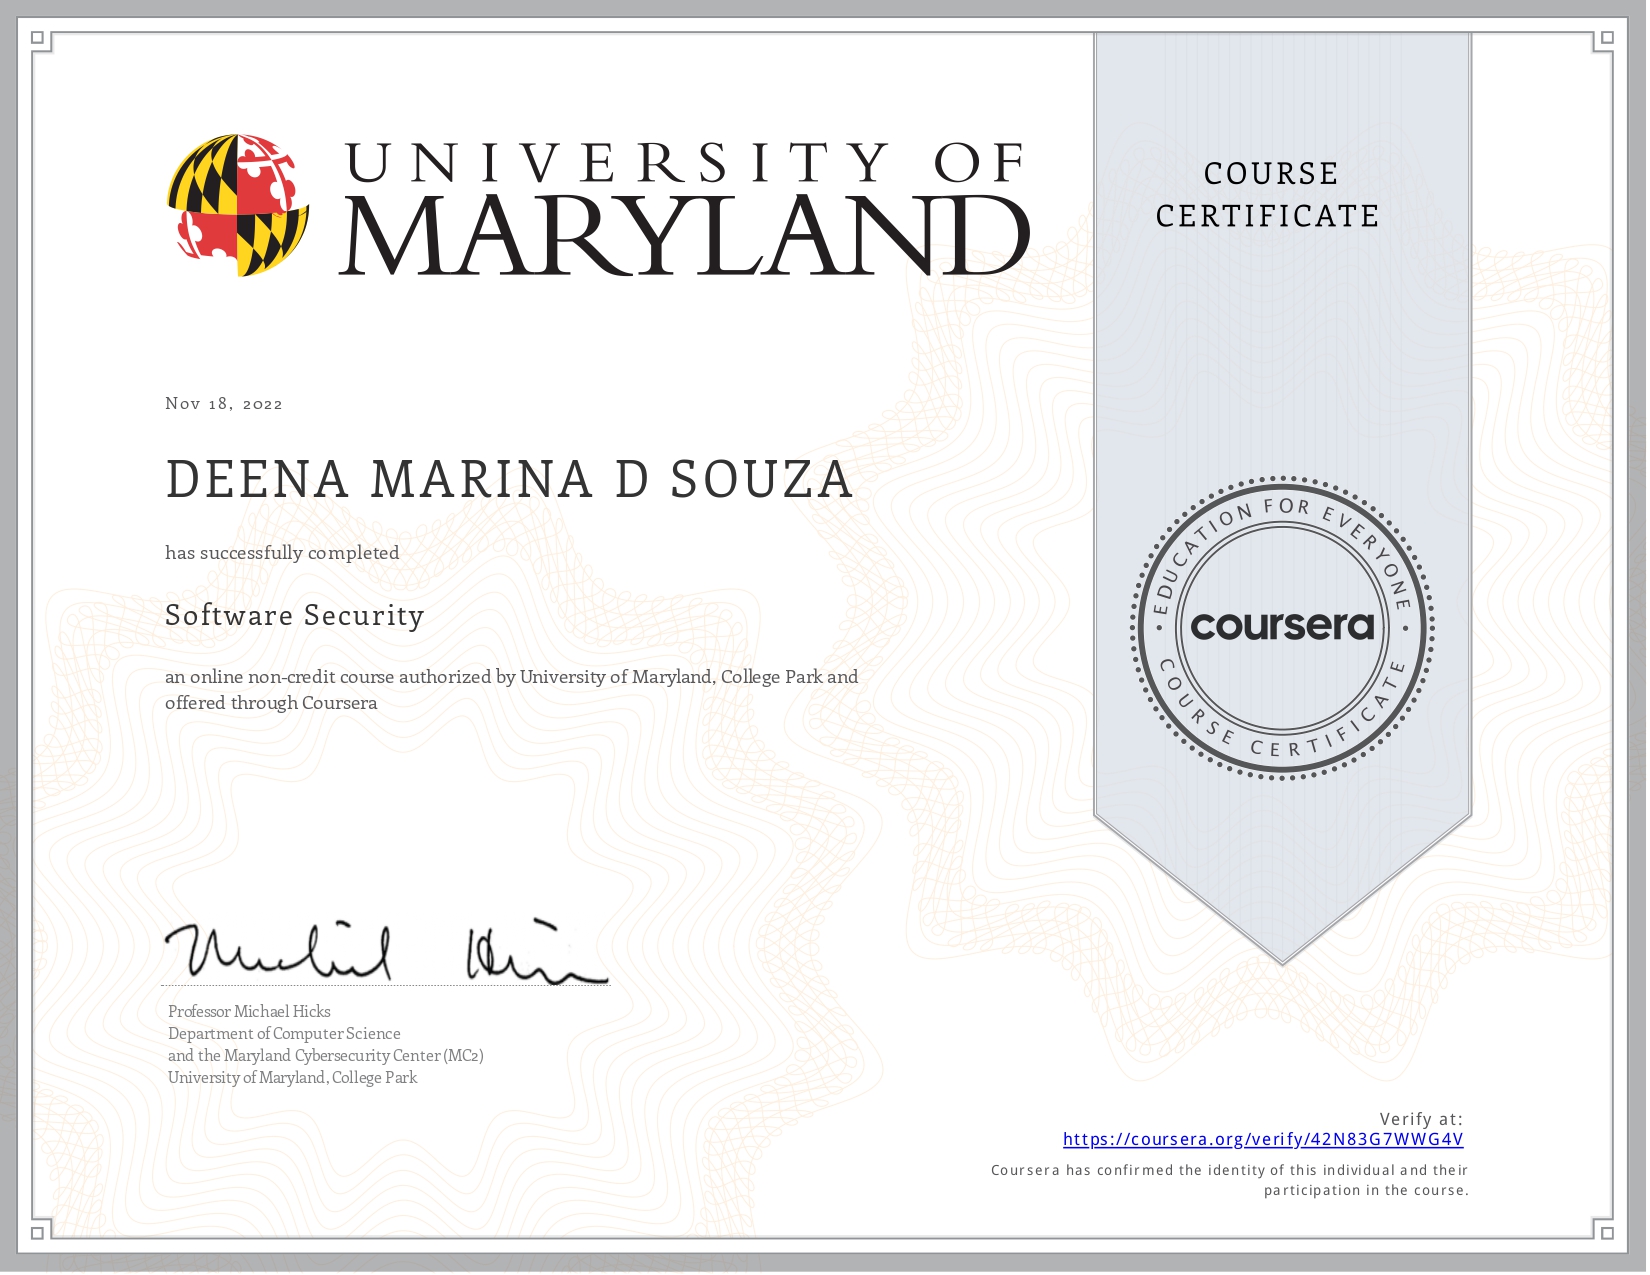 UNIVERSITY OF
MARYLAND
COURSE
CERTIFICATE
Nov 18, 2022
DEENA MARINA D SOUZA
has successfully completed
Software Security
an online non-credit course authorized by University of Maryland, College Park and
offered through Coursera
EDUCATION FOR EVERYONE
coursera
COURSE CERTIFICATE
Michael Hicks
Professor Michael Hicks
Department of Computer Science
and the Maryland Cybersecurity Center (MC2)
University of Maryland, College Park
Verify at:
https://coursera.org/verify/42N83G7WWG4V
Coursera has confirmed the identity of this individual and their
participation in the course.